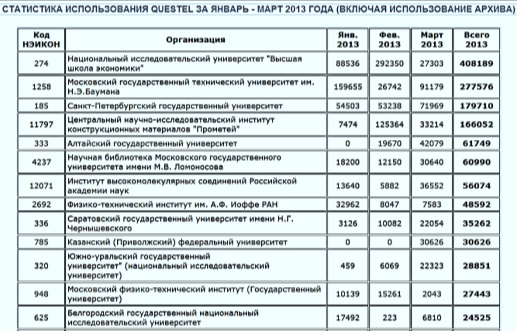 СТАТИСТИКА ИСПОЛЬЗОВАНИЯ QUESTEL ЗА ЯНВАРЬ - МАРТ 2013 ГОДА (ВКЛЮЧАЯ ИСПОЛЬЗОВАНИЕ АРХИВА)
Код НЭИКОН Организация Янв. 2013 Фев. 2013 Март 2013 Всего 2013
274 Национальный исследовательский университет "Высшая школа экономики" 88536 292350 27303 408189
1258 Московский государственный технический университет им. Н.Э.Баумана 159655 26742 91179 277576
185 Санкт-Петербургский государственный университет 54503 53238 71969 179710
11797 Центральный научно-исследовательский институт конструкционных материалов "Прометей" 7474 125364 33214 166052
333 Алтайский государственный университет 0 19670 42079 61749
4237 Научная библиотека Московского государственного университета имени М.В. Ломоносова 18200 12150 30640 60990
12071 Институт высокомолекулярных соединений Российской академии наук 13640 5882 36552 56074
2692 Физико-технический институт им. А.Ф. Иоффе РАН 32962 8047 7583 48592
336 Саратовский государственный университет имени Н.Г. Чернышевского 3126 10082 22054 35262
785 Казанский (Приволжский) федеральный университет 0 0 30626 30626
320 Южно-уральский государственный университет" (национальный исследовательский университет) 459 6069 22323 28851
948 Московский физико-технический институт (Государственный университет) 10139 15261 2043 27443
625 Белгородский государственный национальный исследовательский университет 17492 223 6810 24525